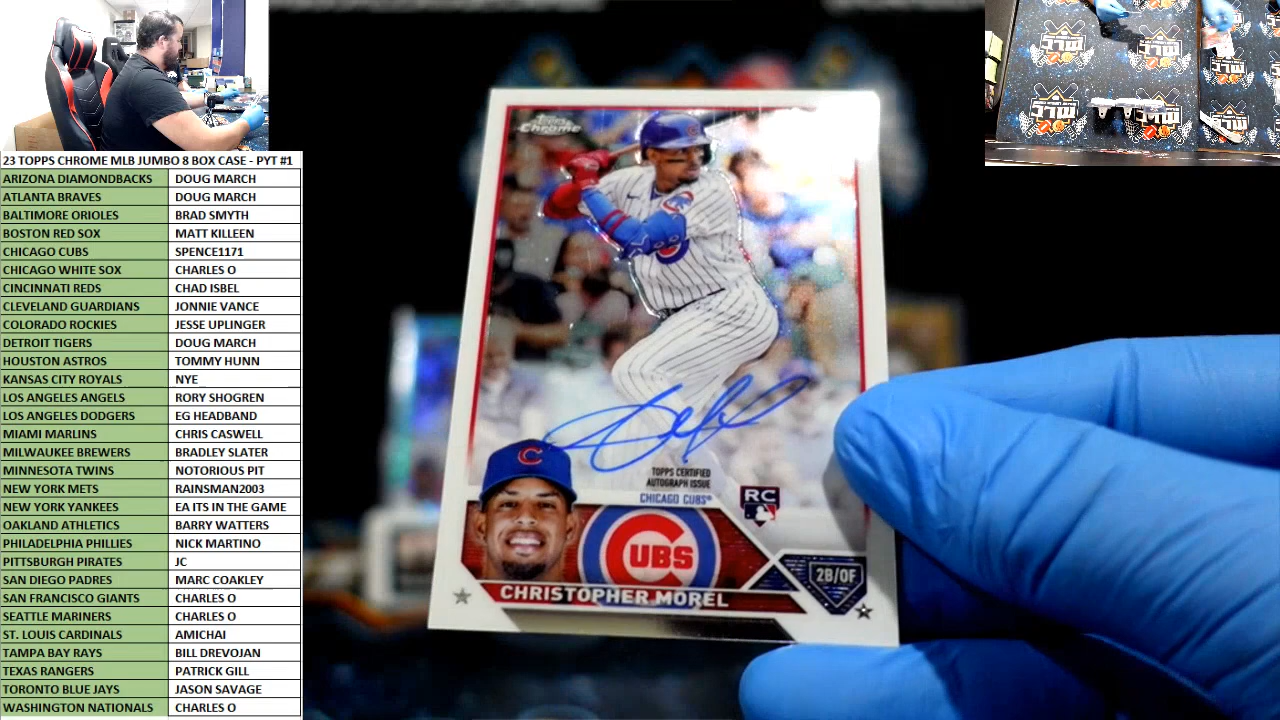 23 TOPPS CHROME MLB JUMBO 8 BOX CASE - PYT #1
ARIZONA DIAMONDBACKS DOUG MARCH
ATLANTA BRAVES DOUG MARCH
BALTIMORE ORIOLES BRAD SMYTH
BOSTON RED SOX MATT KILLEEN
CHICAGO CUBS SPENCE1171
CHICAGO WHITE SOX CHARLES O
CINCINNATI REDS CHAD ISBEL
CLEVELAND GUARDIANS JONNIE VANCE
COLORADO ROCKIES JESSE UPLINGER
DETROIT TIGERS DOUG MARCH
HOUSTON ASTROS TOMMY HUNN
KANSAS CITY ROYALS NYE
LOS ANGELES ANGELS RORY SHOGREN
LOS ANGELES DODGERS EG HEADBAND
MIAMI MARLINS CHRIS CASWELL
MILWAUKEE BREWERS BRADLEY SLATER
MINNESOTA TWINS NOTORIOUS PIT
NEW YORK METS RAINSMAN2003
NEW YORK YANKEES EA ITS IN THE GAME
OAKLAND ATHLETICS BARRY WATTERS
PHILADELPHIA PHILLIES NICK MARTINO
PITTSBURGH PIRATES JC
SAN DIEGO PADRES MARC COAKLEY
SAN FRANCISCO GIANTS CHARLES O
SEATTLE MARINERS CHARLES O
ST. LOUIS CARDINALS AMICHAI
TAMPA BAY RAYS BILL DREVOJAN
TEXAS RANGERS PATRICK GILL
TORONTO BLUE JAYS JASON SAVAGE
WASHINGTON NATIONALS CHARLES O
Topps
Chrome
TOPPS CERTIFIED
AUTOGRAPH ISSUE
CHICAGO CUBS®
RC
C
CUBS
2B/OF
CHRISTOPHER MOREL